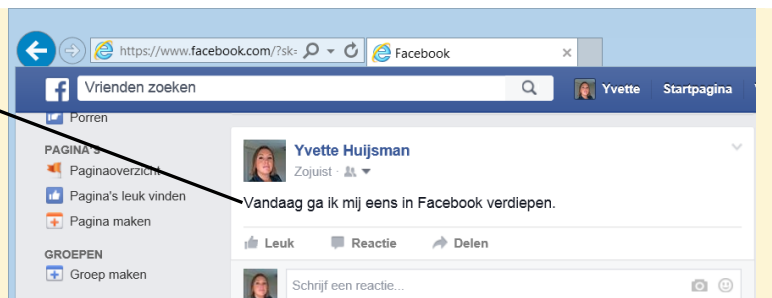 https://www.facebook.com/?sk=
Facebook
Vrienden zoeken
Yvette
Startpagina
Porren
PAGINA'S
Paginaoverzicht
Pagina's leuk vinden
Pagina maken
GROEPEN
Groep maken
Yvette Huijsman
Zojuist
Vandaag ga ik mij eens in Facebook verdiepen.
Leuk Reactie Delen
Schrijf een reactie...